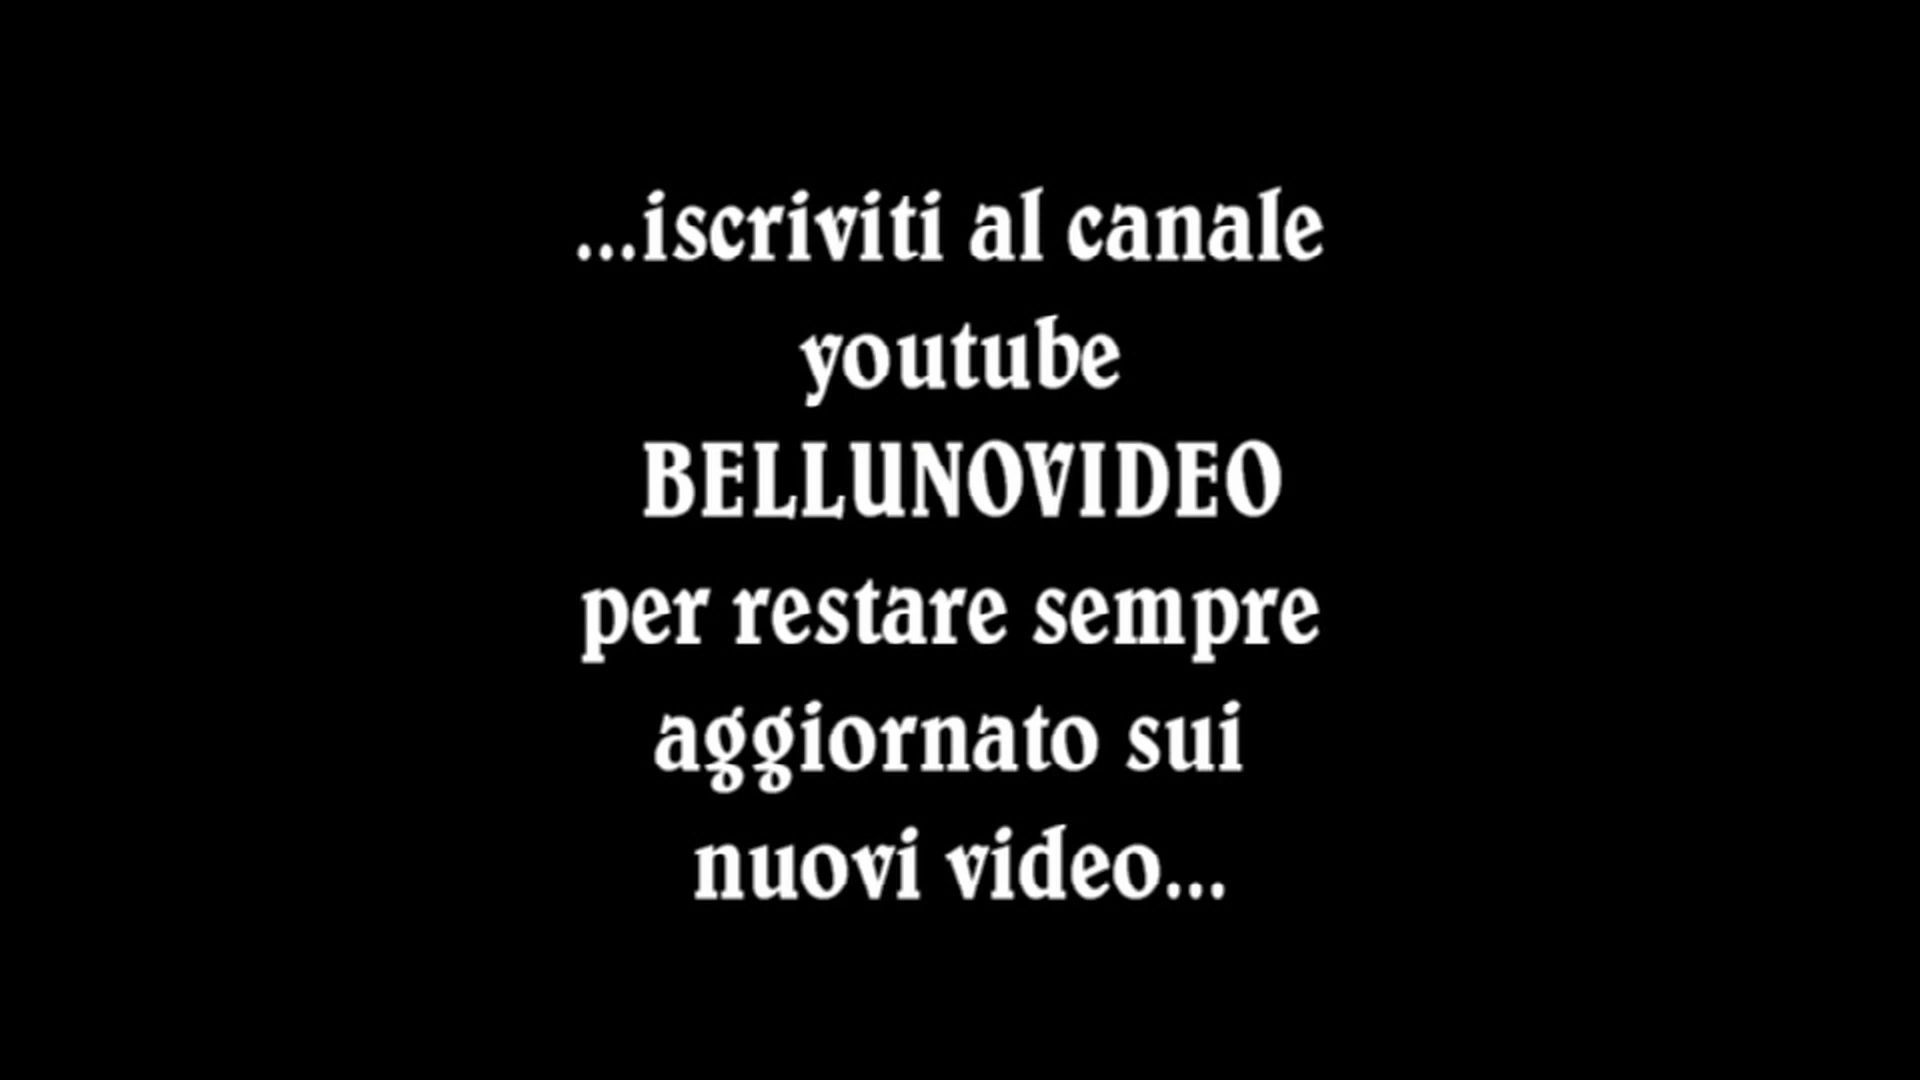 ...iscriviti al canale
youtube
BELLUNOVIDEO
per restare sempre
aggiornato sui
nuovi video...